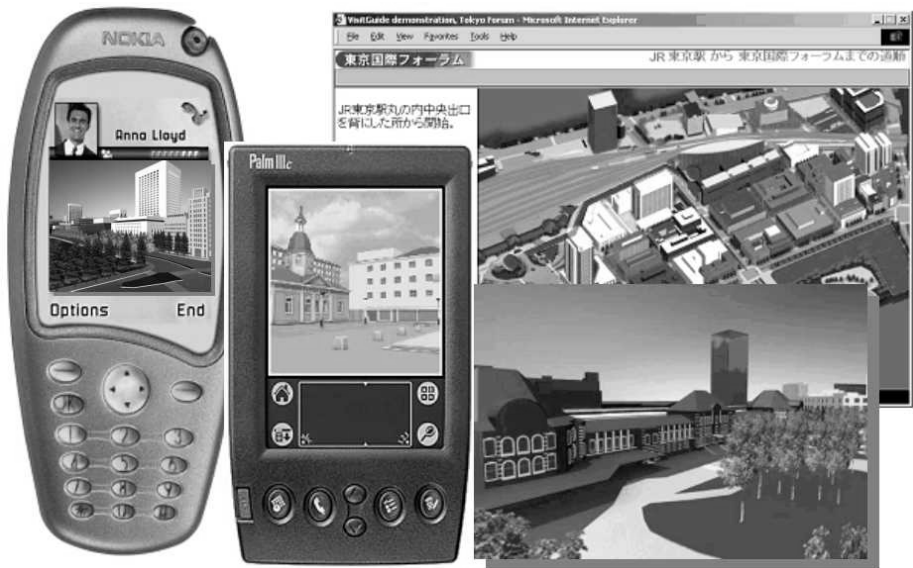 NOKIA
Anna Lloyd
Options End
Palm IIIc
VisitGuide demonstration, Tokyo Forum - Microsoft Internet Explorer
File Edit View Favorites Tools Help
東京国際フォーラム
JR 東京駅 から 東京国際フォーラムまでの道順
JR東京駅丸の内中央出口
を背にした所から開始。